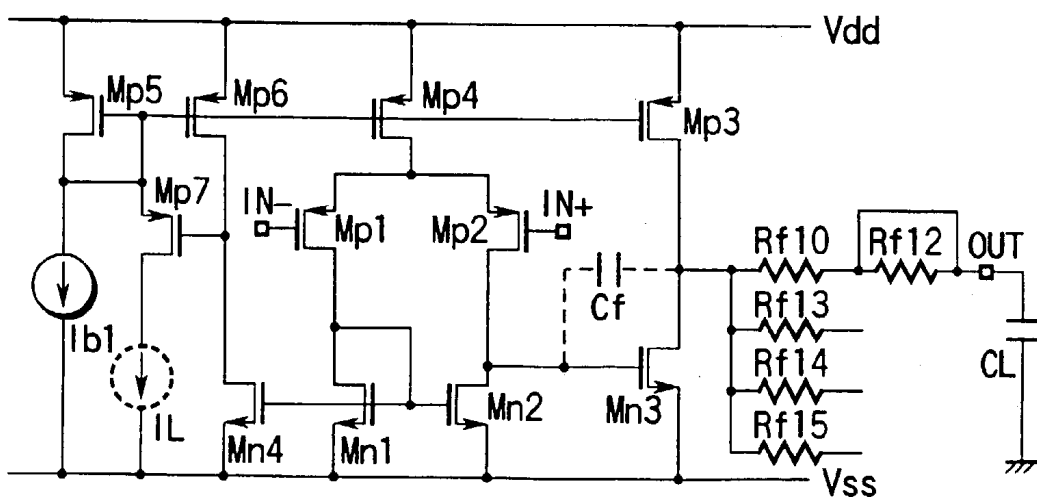 Vdd
Mp5
Mp6
Mp4
Mp3
Mp7
IN-
IN+
Mp1
Mp2
Rf10
Rf12
OUT
Cf
Rf13
Ib1
Rf14
CL
IL
Mn4
Mn1
Mn2
Mn3
Rf15
Vss